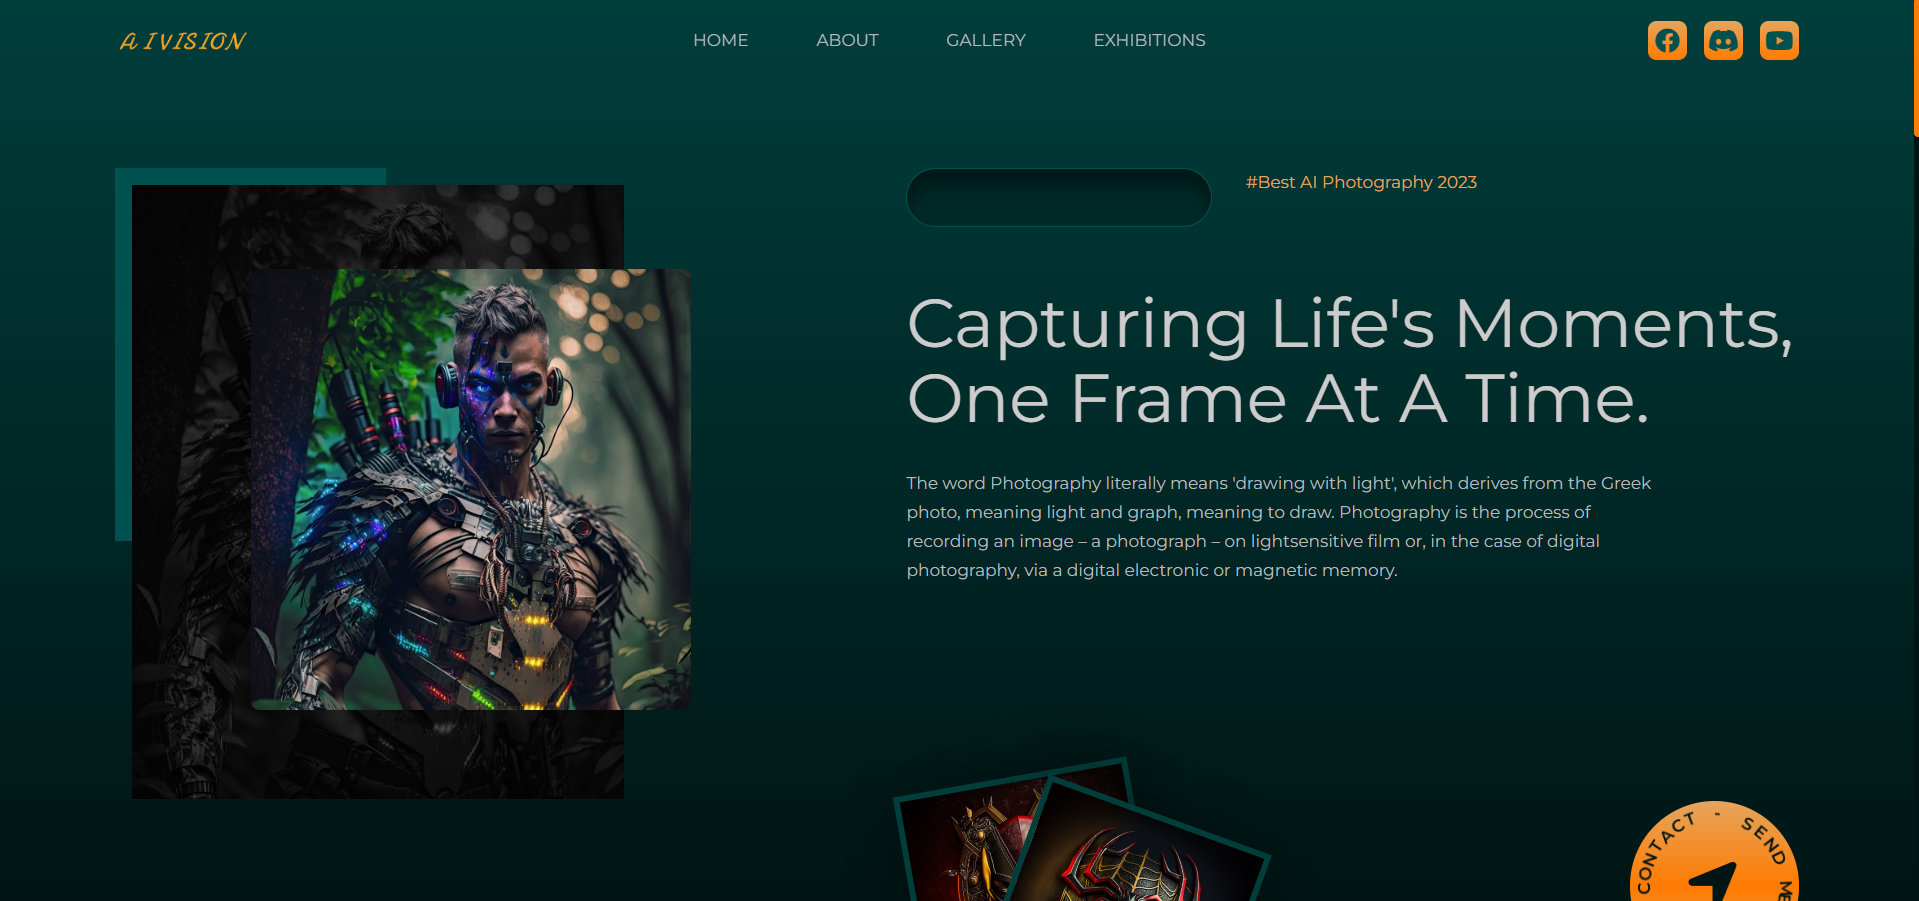 AIVISION
HOME ABOUT GALLERY EXHIBITIONS
#Best AI Photography 2023
Capturing Life's Moments,
One Frame At A Time.
The word Photography literally means 'drawing with light', which derives from the Greek
photo, meaning light and graph, meaning to draw. Photography is the process of
recording an image – a photograph – on lightsensitive film or, in the case of digital
photography, via a digital electronic or magnetic memory.
CONTACT - SEND ME